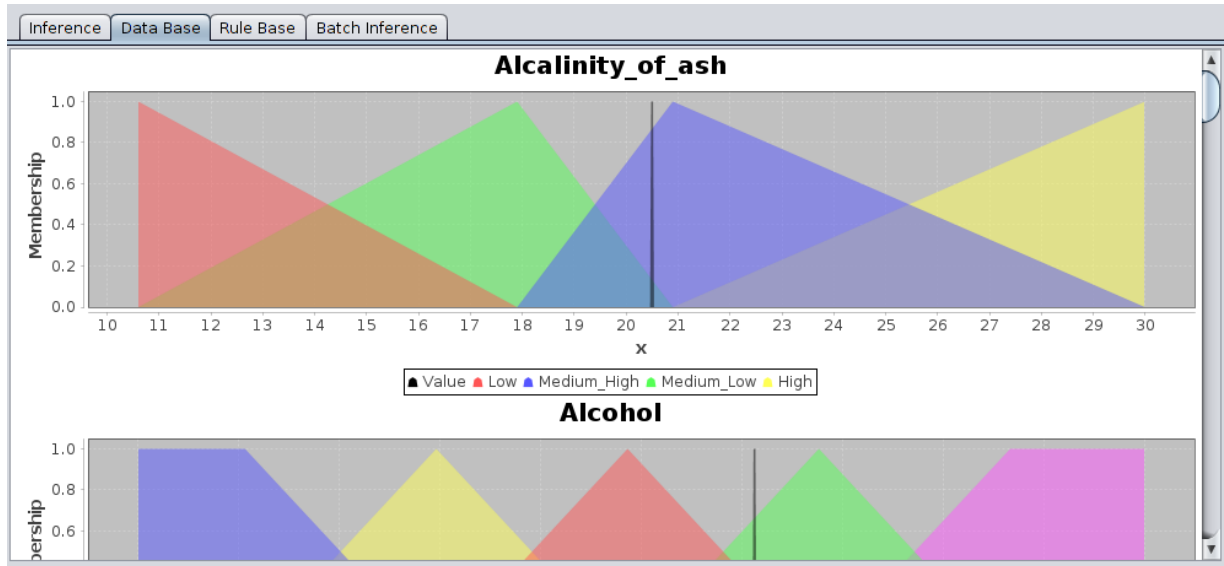 Inference Data Base Rule Base Batch Inference
Alcalinity_of_ash
Membership
1.0
0.8
0.6
0.4
0.2
0.0
10 11 12 13 14 15 16 17 18 19 20 21 22 23 24 25 26 27 28 29 30
X
Value Low Medium_High Medium_Low High
Alcohol
1.0
0.8
0.6